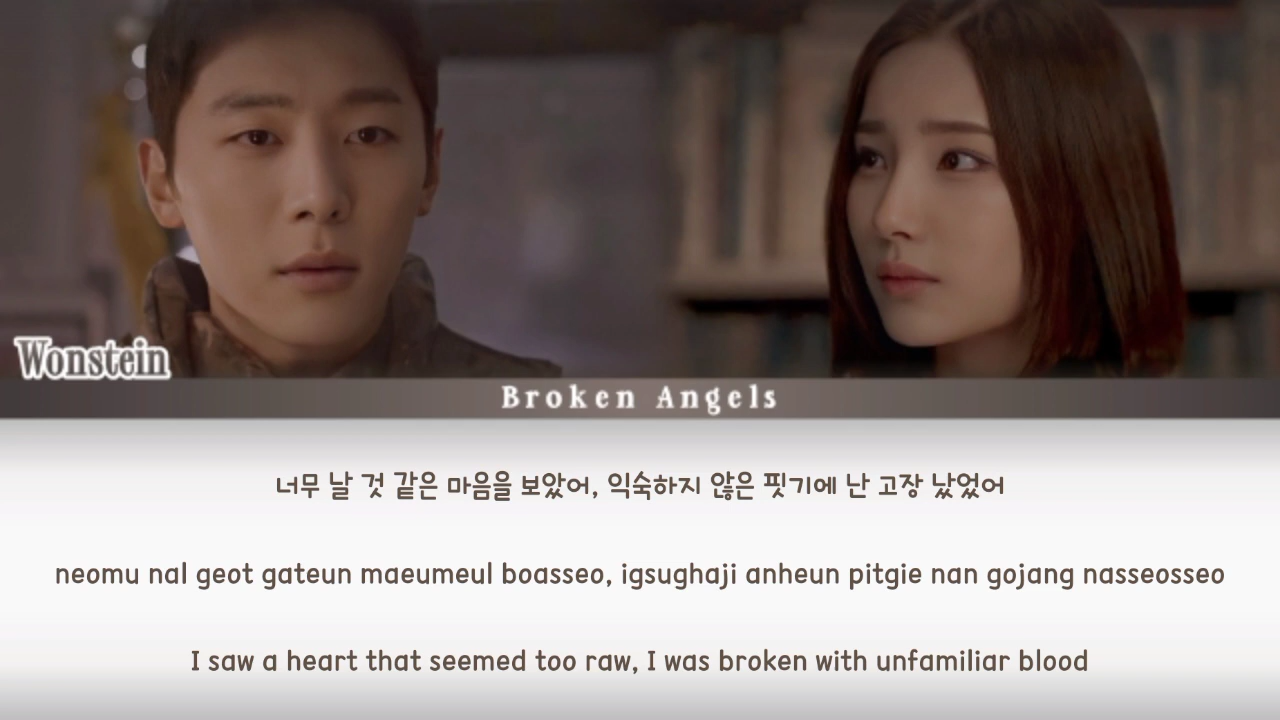 Wonstein
Broken Angels
너무 날 것 같은 마음을 보았어, 익숙하지 않은 핏기에 난 고장 났었어
neomu nal geot gateun maeumeul boasseo, igsughaji anheun pitgie nan gojang nasseosseo
I saw a heart that seemed too raw, I was broken with unfamiliar blood